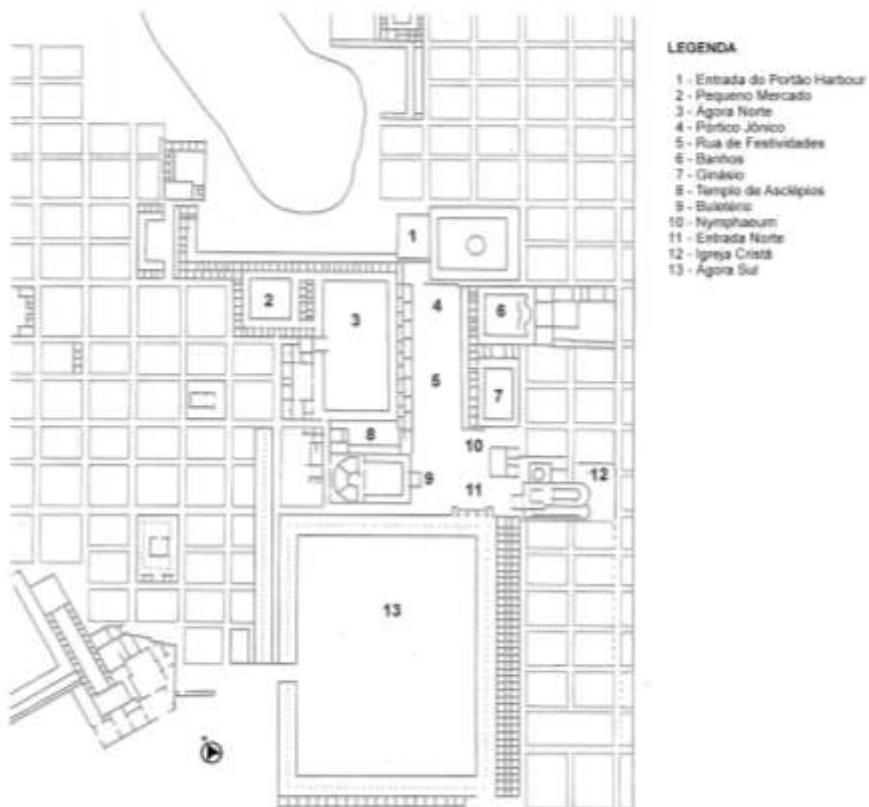 LEGENDA
1 - Entrada do Portão Harbour
2 - Pequeno Mercado
3 - Ágora Norte
4 - Pórtico Jônico
5 - Rua de Festividades
6 - Banhos
7 - Ginásio
8 - Templo de Asclépios
9 - Buletério
10 - Nymphaeum
11 - Entrada Norte
12 - Igreja Cristã
13 - Ágora Sul
1
2
3
4
6
5
7
8
10
9
12
11
13